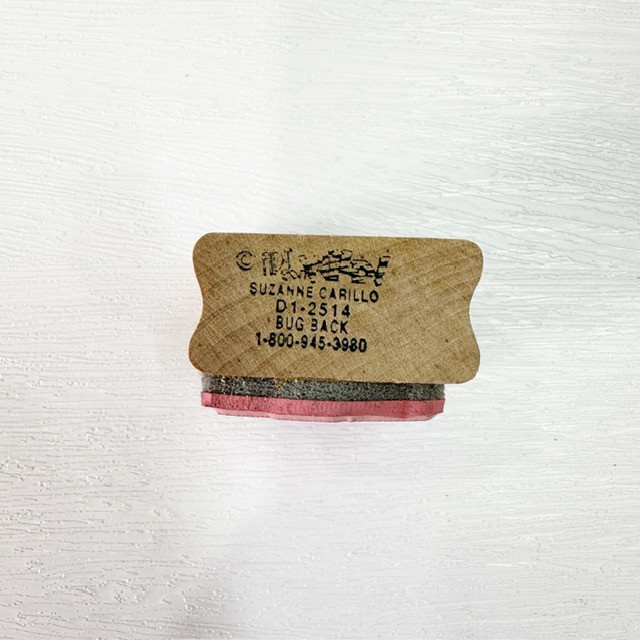 ©
SUZANNE CARILLO
D1-2514
BUG BACK
1-800-945-3980